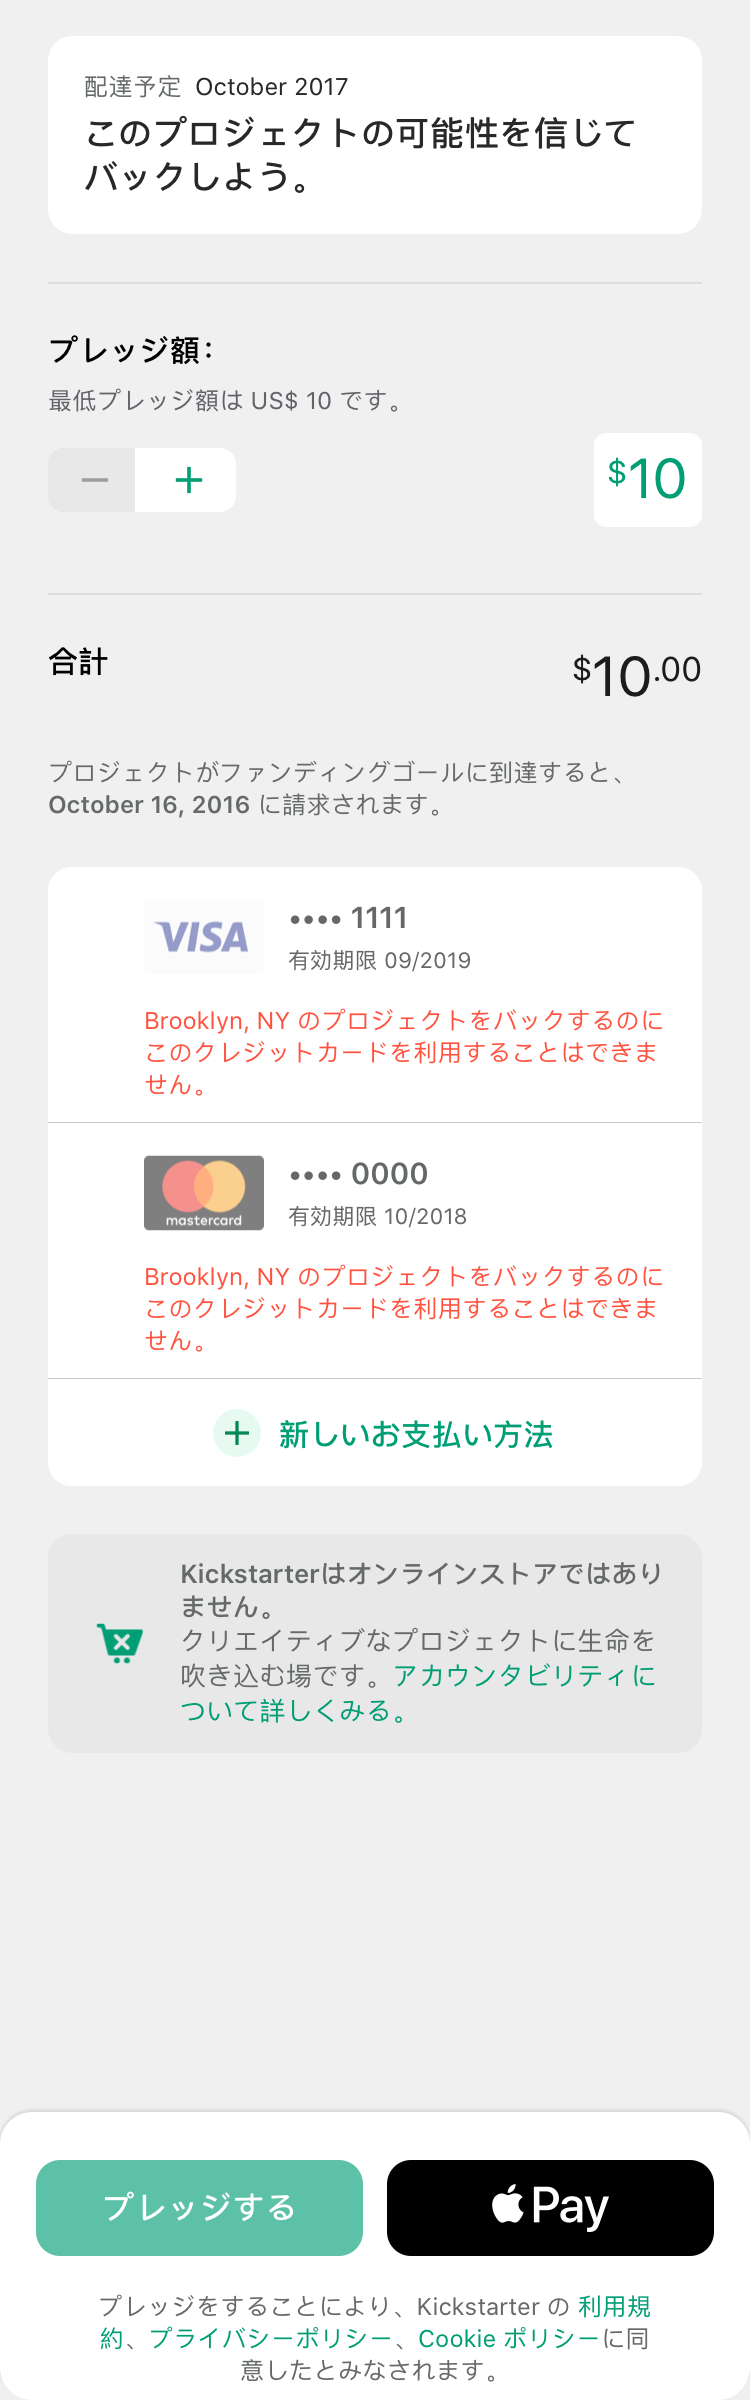 配達予定 October 2017
このプロジェクトの可能性を信じて
バックしよう。
プレッジ額:
最低プレッジ額は US$ 10 です。
− +
$10
合計
$10.00
プロジェクトがファンディングゴールに到達すると、
October 16, 2016 に請求されます。
VISA
•••• 1111
有効期限 09/2019
Brooklyn, NY のプロジェクトをバックするのに
このクレジットカードを利用することはできま
せん。
•••• 0000
mastercard
有効期限 10/2018
Brooklyn, NY のプロジェクトをバックするのに
このクレジットカードを利用することはできま
せん。
+ 新しいお支払い方法
Kickstarterはオンラインストアではあり
ません。
クリエイティブなプロジェクトに生命を
吹き込む場です。アカウンタビリティに
ついて詳しくみる。
プレッジする
Pay
プレッジをすることにより、Kickstarter の 利用規
約、プライバシーポリシー、Cookie ポリシーに同
意したとみなされます。